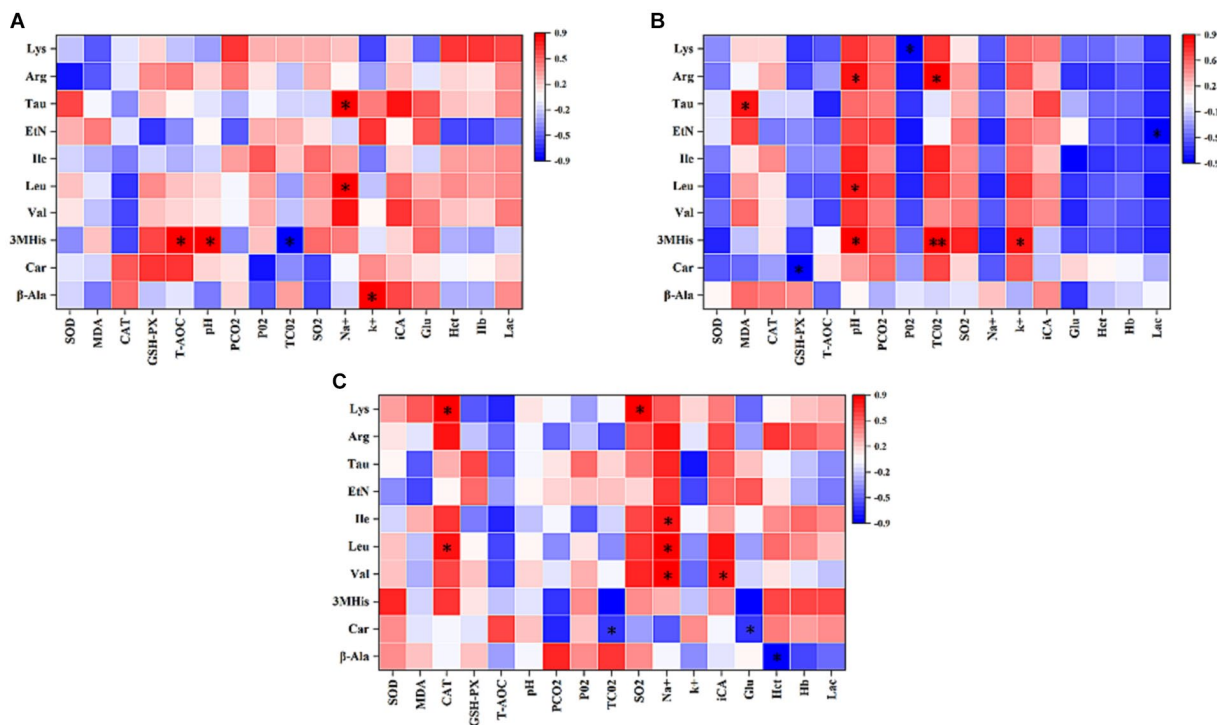 A
Lys
Arg
Tau
EtN
Ile
Leu
Val
3MHis
Car
β-Ala
* 
*
* * *
*
SOD MDA CAT GSH-PX T-AOC pH PCO2 P02 TC02 SO2 Na+ k+ iCA Glu Hct Hb Lac
0.9
0.5
0.2
-0.2
-0.5
-0.9
B
Lys *
Arg * *
Tau *
EtN *
Ile
Leu *
Val
3MHis * ** *
Car *
β-Ala
SOD MDA CAT GSH-PX T-AOC pH PCO2 P02 TC02 SO2 Na+ k+ iCA Glu Hct Hb Lac
0.9
0.6
0.2
-0.5
C
Lys * *
Arg
Tau
EtN
Ile *
Leu * *
Val * *
3MHis
Car * *
β-Ala *
SOD MDA CAT GSH-PX T-AOC pH PCO2 P02 TC02 SO2 Na+ k+ iCA Glu Hct Hb Lac
0.9
0.5
0.2
-0.2
-0.5
-0.9